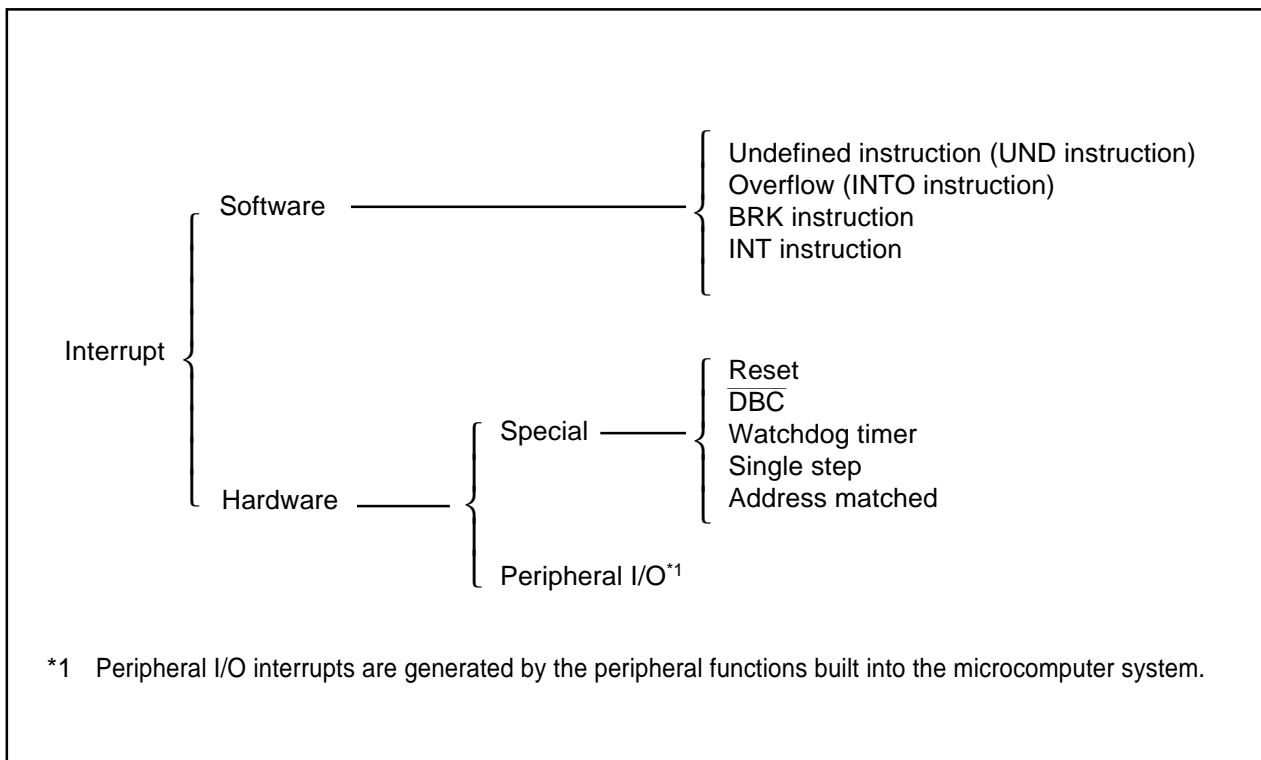 Undefined instruction (UND instruction)
Overflow (INTO instruction)
Software
BRK instruction
INT instruction
Interrupt
Reset
DBC
Special
Watchdog timer
Single step
Hardware
Address matched
Peripheral I/O*1
*1 Peripheral I/O interrupts are generated by the peripheral functions built into the microcomputer system.